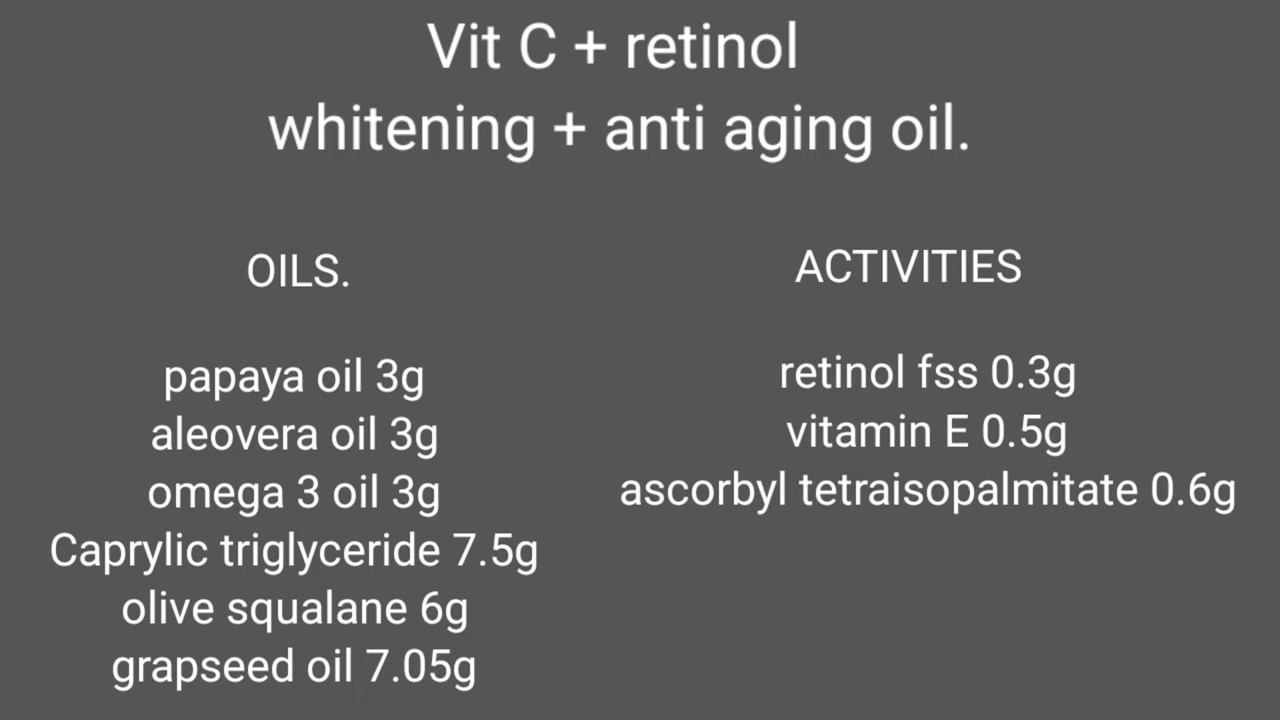 Vit C + retinol
whitening + anti aging oil.
OILS.
papaya oil 3g
aleovera oil 3g
omega 3 oil 3g
Caprylic triglyceride 7.5g
olive squalane 6g
grapseed oil 7.05g
ACTIVITIES
retinol fss 0.3g
vitamin E 0.5g
ascorbyl tetraisopalmitate 0.6g